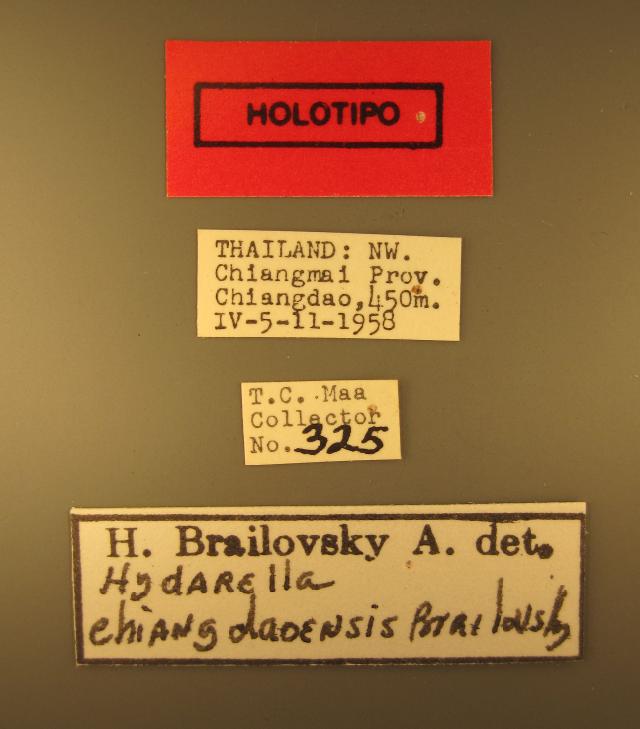 HOLOTIPO
THAILAND: NW.
Chiangmai Prov.
Chiangdao, 450m.
IV-5-11-1958
T.C. Maa
Collector
No. 325
H. Brailovsky A. det.
Hydarella
chiangdaoensis Brailovsky